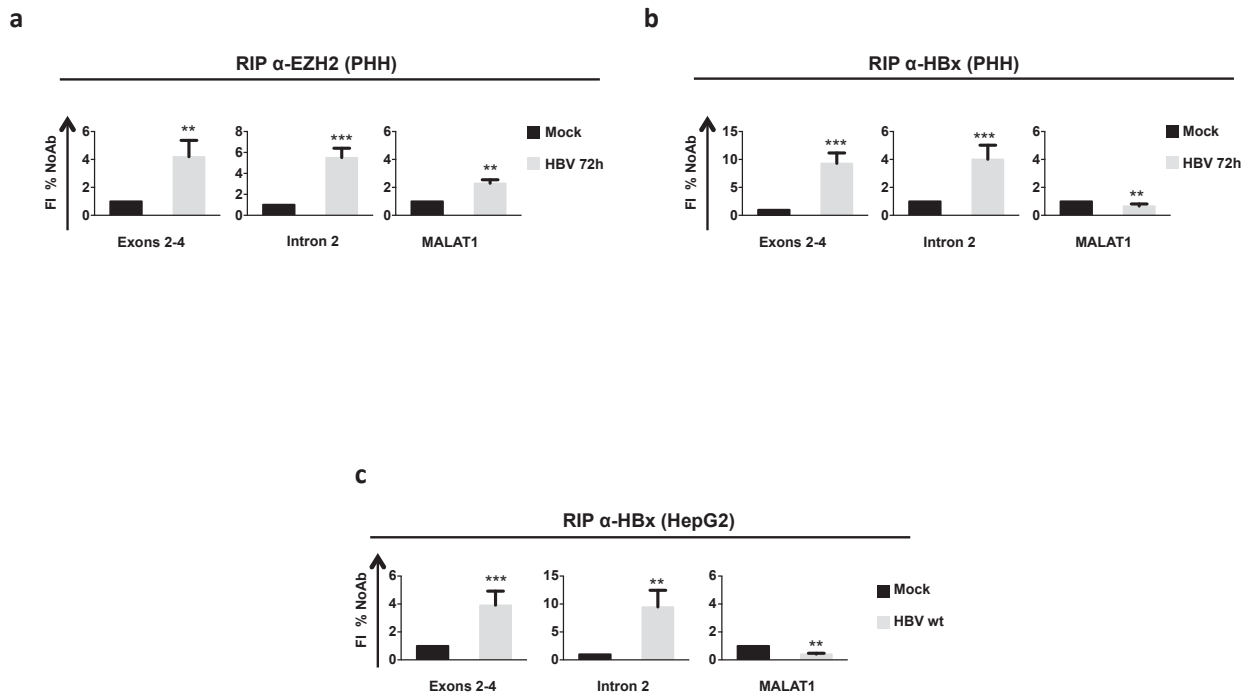 a
RIP α-EZH2 (PHH)
FI % NoAb
6
4
2
0
**
Exons 2-4
8
6
4
2
0
***
Intron 2
6
4
2
0
**
MALAT1
Mock
HBV 72h
b
RIP α-HBx (PHH)
FI % NoAb
15
10
5
0
***
Exons 2-4
6
4
2
0
***
Intron 2
6
4
2
0
**
MALAT1
Mock
HBV 72h
c
RIP α-HBx (HepG2)
FI % NoAb
6
4
2
0
***
Exons 2-4
15
10
5
0
**
Intron 2
6
4
2
0
**
MALAT1
Mock
HBV wt